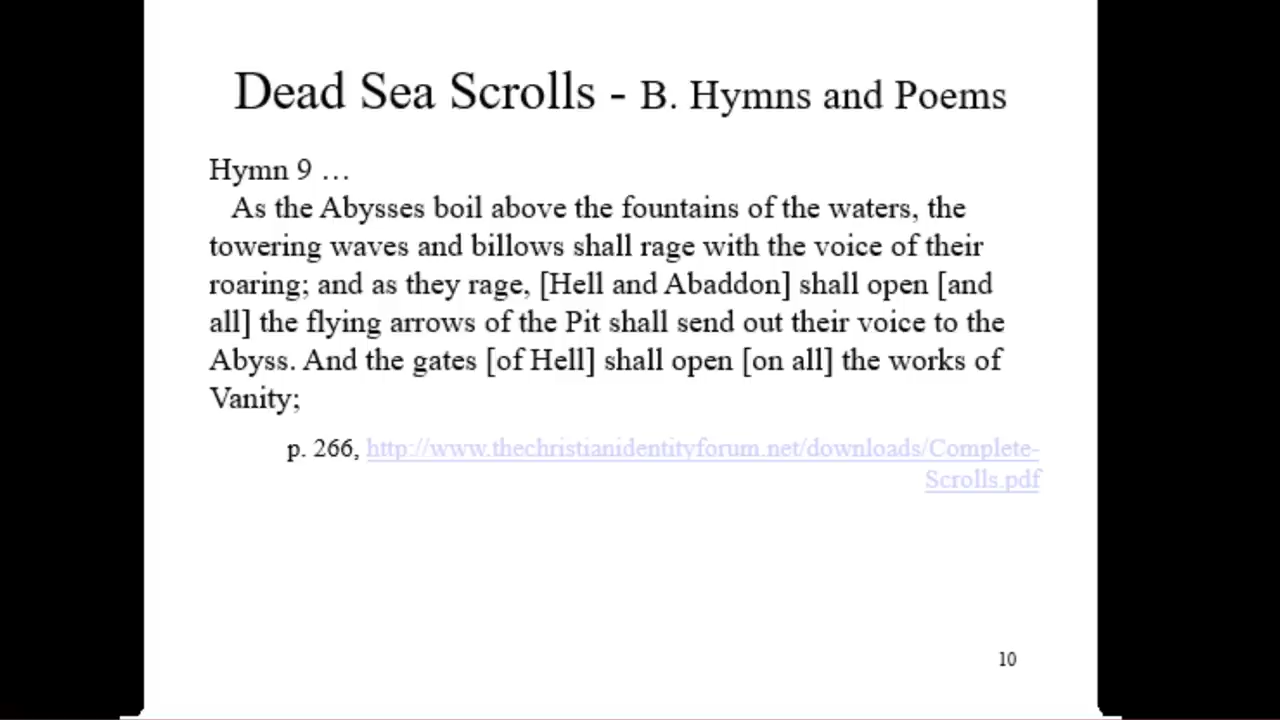 Dead Sea Scrolls - B. Hymns and Poems
Hymn 9 …
As the Abysses boil above the fountains of the waters, the
towering waves and billows shall rage with the voice of their
roaring; and as they rage, [Hell and Abaddon] shall open [and
all] the flying arrows of the Pit shall send out their voice to the
Abyss. And the gates [of Hell] shall open [on all] the works of
Vanity;
p. 266, http://www.thechristianidentityforum.net/downloads/Complete-
Scrolls.pdf
10